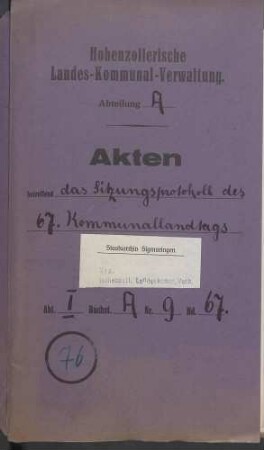 Hohenzollerische
Landes-Kommunal-Verwaltung.
Abteilung A
Akten
betreffend das Sitzungsprotokoll des
67. Kommunallandtags
Staatsarchiv Sigmaringen
Abt. I Buchst. A Nr. 9 Bd. 67.
76